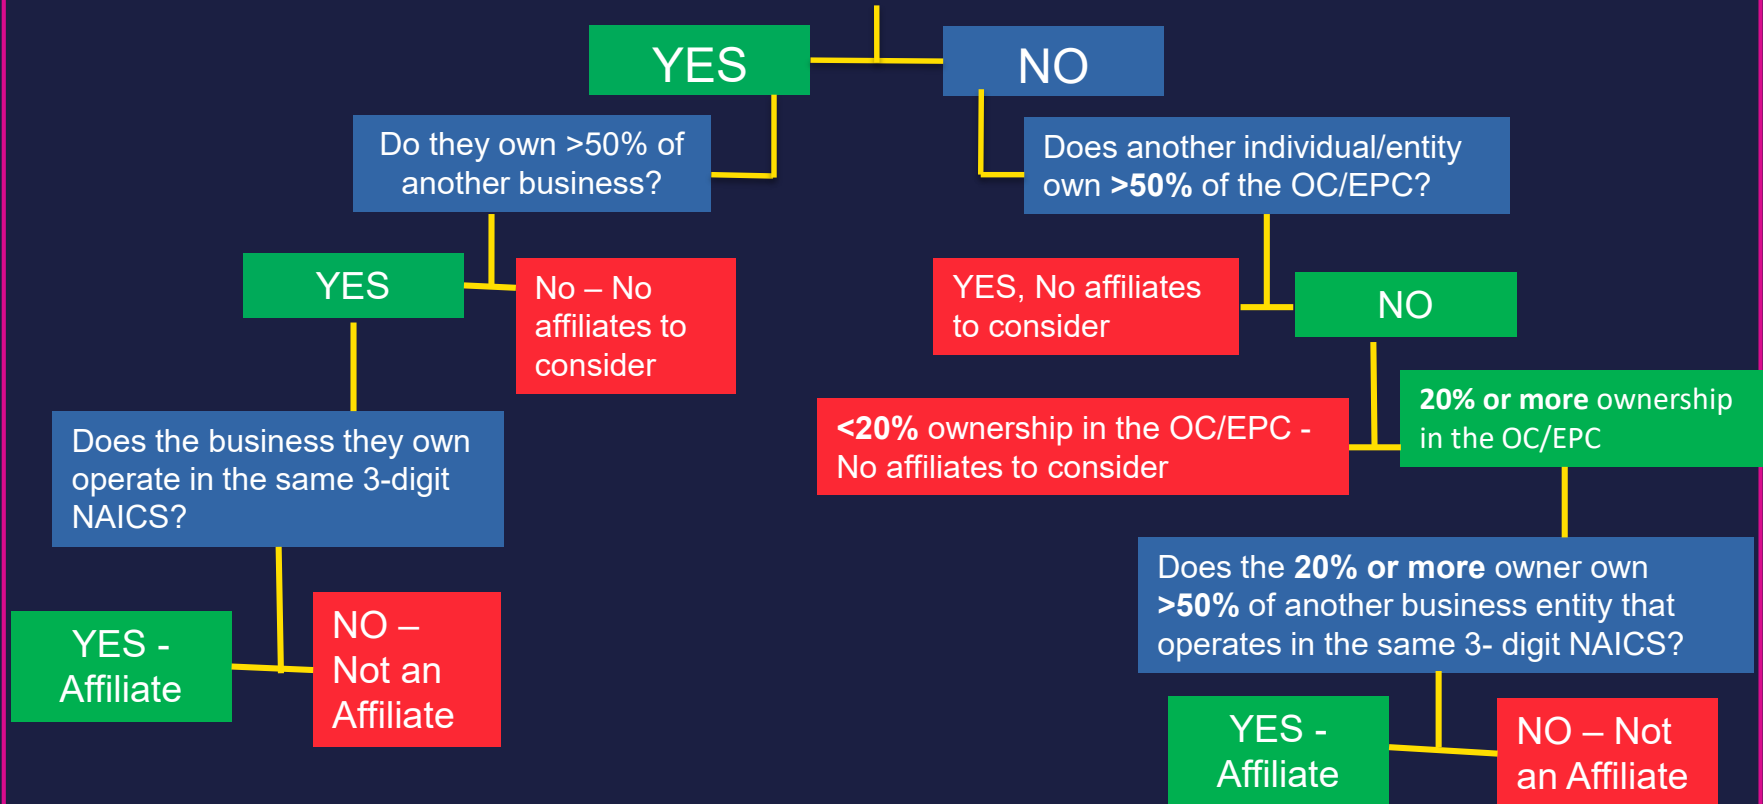 YES
NO
Do they own >50% of
another business?
Does another individual/entity
own >50% of the OC/EPC?
YES
No – No
affiliates to
consider
YES, No affiliates
to consider
NO
Does the business they own
operate in the same 3-digit
NAICS?
<20% ownership in the OC/EPC -
No affiliates to consider
20% or more ownership
in the OC/EPC
YES -
Affiliate
NO –
Not an
Affiliate
Does the 20% or more owner own
>50% of another business entity that
operates in the same 3- digit NAICS?
YES -
Affiliate
NO – Not
an Affiliate